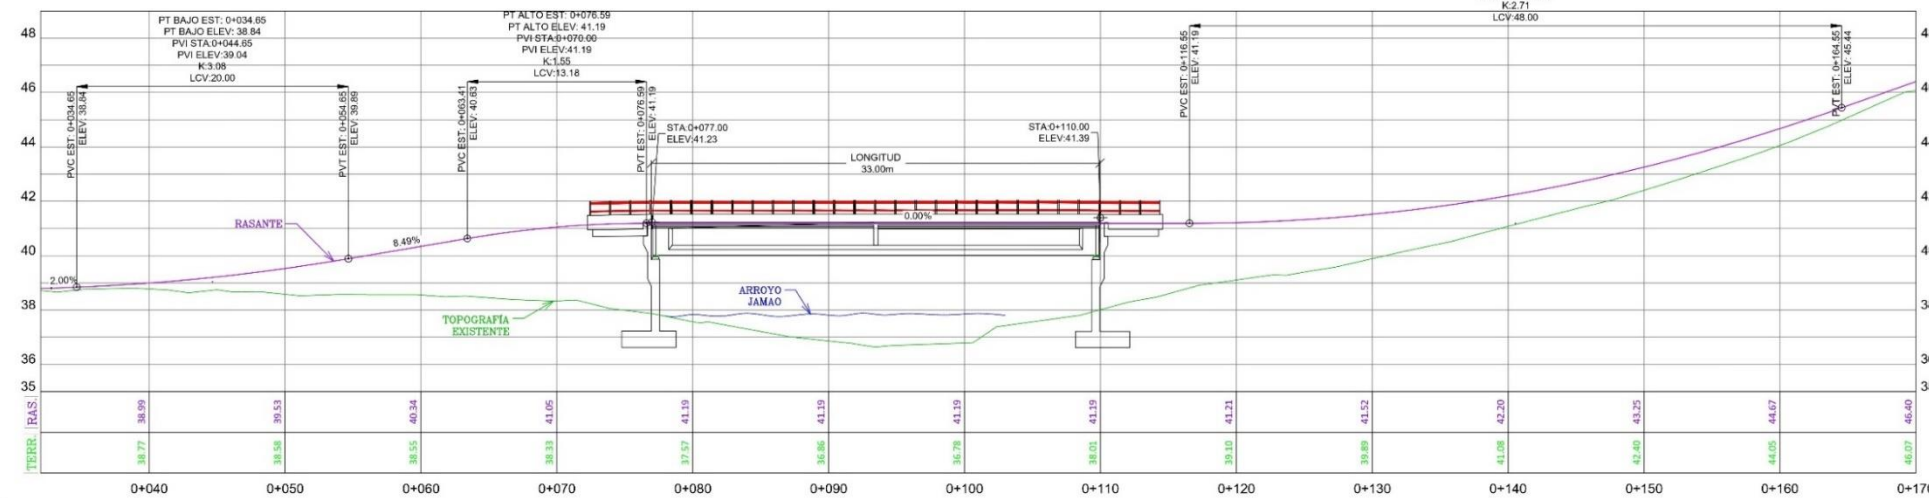 PT BAJO EST: 0+034.65
PT BAJO ELEV: 38.84
PVI STA:0+044.65
PVI ELEV:39.04
K:3.08
LCV:20.00
PT ALTO EST: 0+076.59
PT ALTO ELEV: 41.19
PVI STA:0+070.00
PVI ELEV:41.19
K:1.55
LCV:13.18
K:2.71
LCV:48.00
PVC EST: 0+034.65
ELEV: 38.84
PVT EST: 0+054.65
ELEV: 39.89
PVC EST: 0+063.41
ELEV: 40.63
PVT EST: 0+076.59
ELEV: 41.19
PVC EST: 0+116.55
ELEV: 41.19
PVT EST: 0+164.55
ELEV: 45.44
STA:0+077.00
ELEV:41.23
STA:0+110.00
ELEV:41.39
LONGITUD
33.00m
0.00%
RASANTE
8.49%
2.00%
TOPOGRAFÍA
EXISTENTE
ARROYO
JAMAO
48
46
44
42
40
38
36
35
RAS. 38.99 39.53 40.34 41.05 41.19 41.19 41.19 41.19 41.21 41.52 42.20 43.25 44.67 46.40
TERR. 38.77 38.58 38.55 38.33 37.57 36.86 36.78 38.01 39.10 39.89 41.08 42.40 44.05 46.07
0+040 0+050 0+060 0+070 0+080 0+090 0+100 0+110 0+120 0+130 0+140 0+150 0+160 0+170